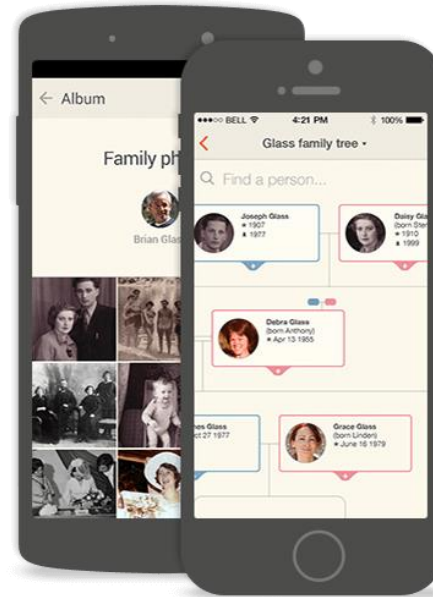 ← Album
Family ph
Brian Glas
BELL
4:21 PM
100%
Glass family tree
Find a person...
Joseph Glass
1907
1977
Daisy Gla
(born Ster
1910
1999
Debra Glass
(born Anthony)
Apr 13 1955
nes Glass
ct 27 1977
Grace Glass
(born Linden)
June 16 1979